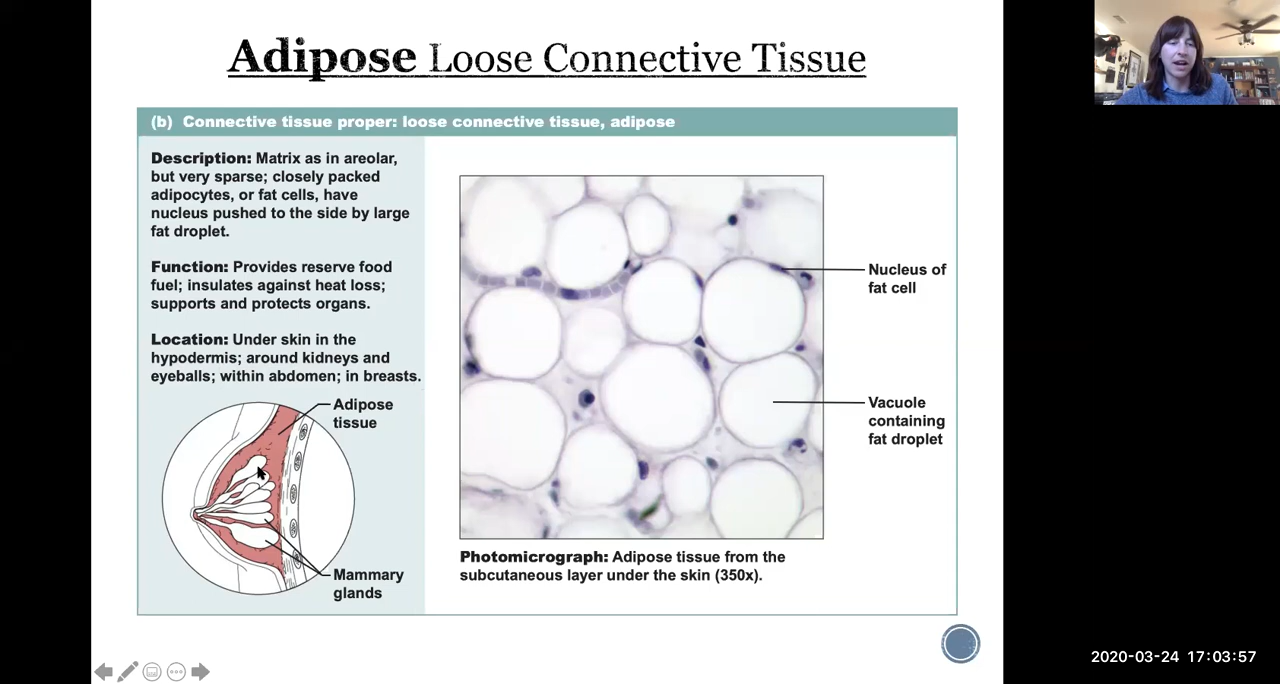 Adipose Loose Connective Tissue
(b) Connective tissue proper: loose connective tissue, adipose
Description: Matrix as in areolar,
but very sparse; closely packed
adipocytes, or fat cells, have
nucleus pushed to the side by large
fat droplet.
Function: Provides reserve food
fuel; insulates against heat loss;
supports and protects organs.
Location: Under skin in the
hypodermis; around kidneys and
eyeballs; within abdomen; in breasts.
Adipose
tissue
Mammary
glands
Nucleus of
fat cell
Vacuole
containing
fat droplet
Photomicrograph: Adipose tissue from the
subcutaneous layer under the skin (350x).
2020-03-24 17:03:57